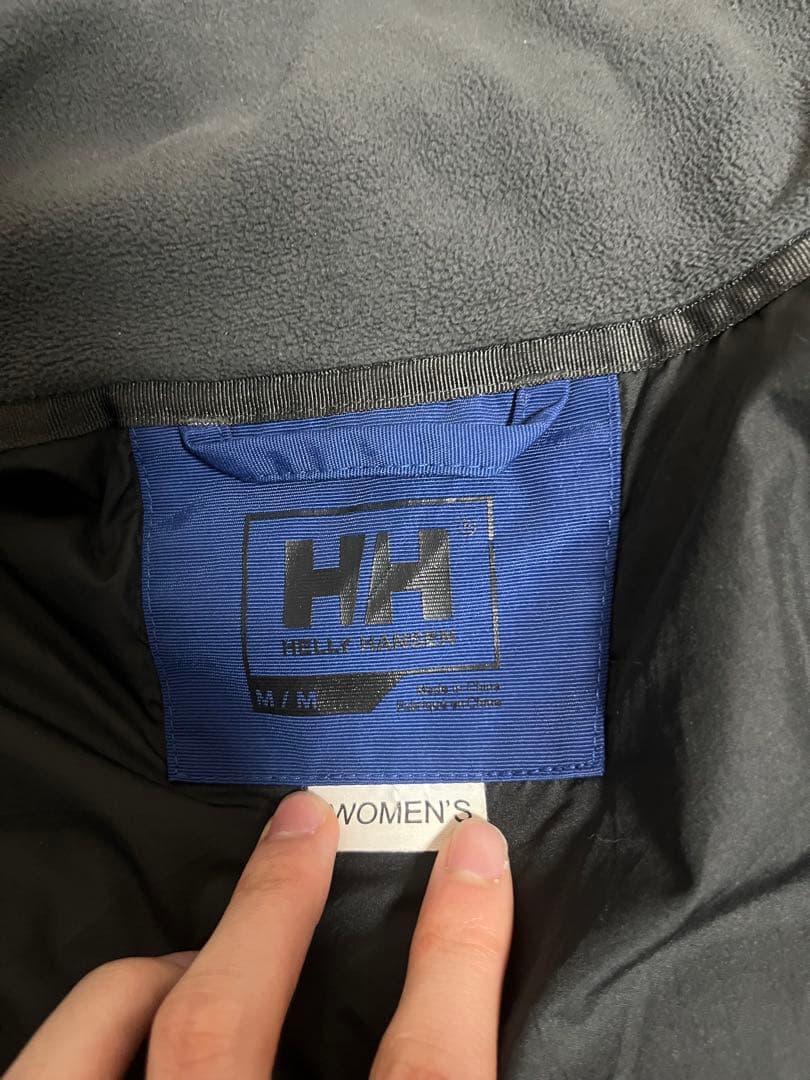 HH®
HELLY HANSEN
M / M
Made in China
Fabriqué en Chine
WOMEN'S